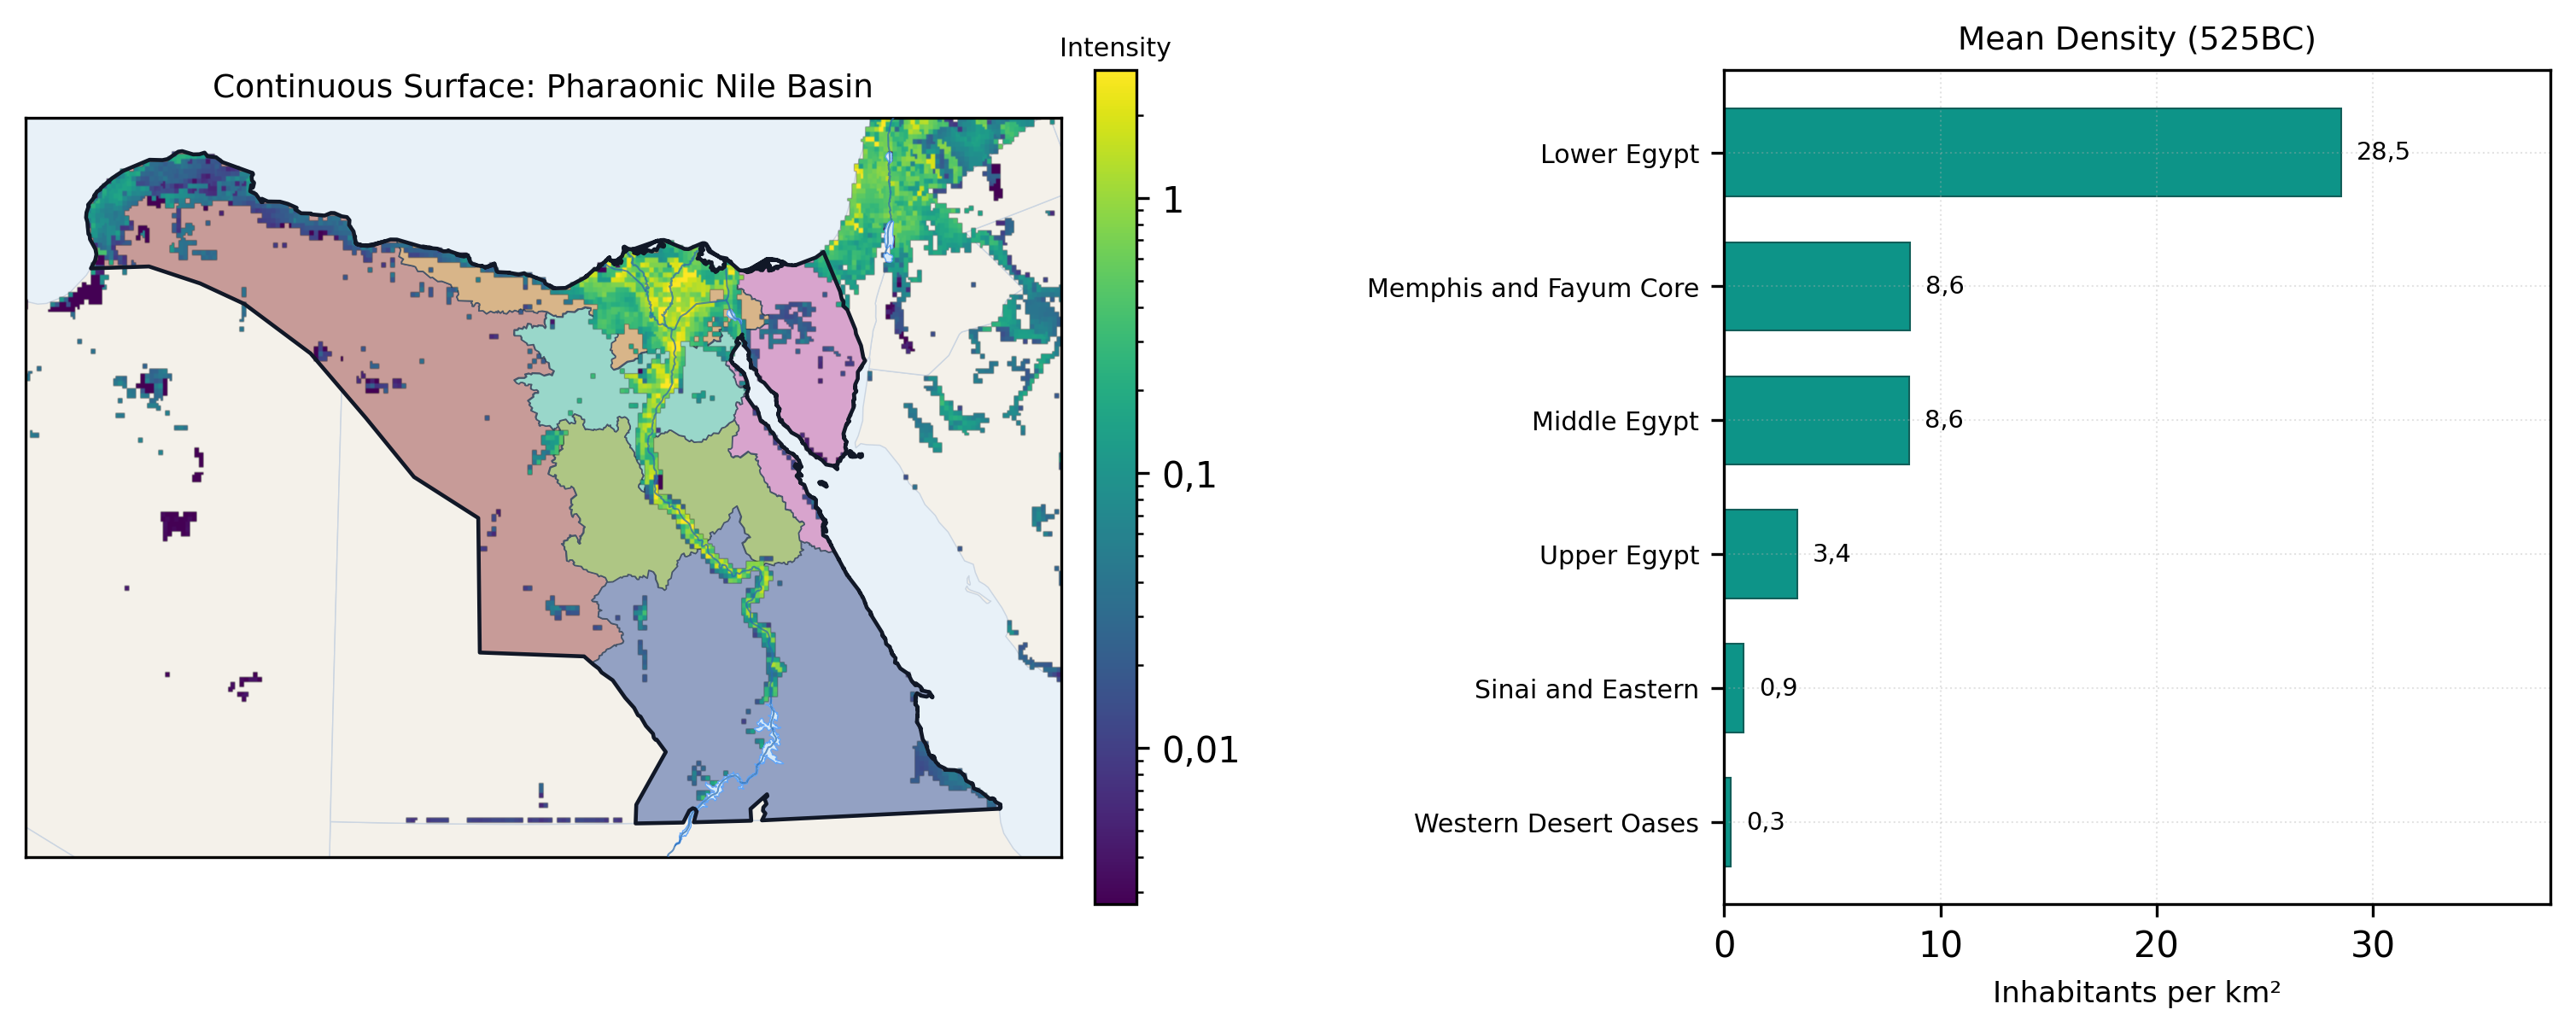 Continuous Surface: Pharaonic Nile Basin
Intensity
1
0,1
0,01
Mean Density (525BC)
Lower Egypt
28,5
Memphis and Fayum Core
8,6
Middle Egypt
8,6
Upper Egypt
3,4
Sinai and Eastern
0,9
Western Desert Oases
0,3
0 10 20 30
Inhabitants per km²